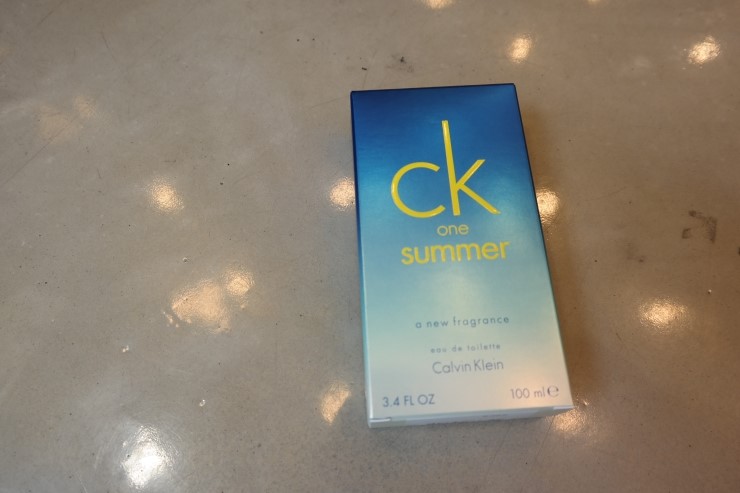 ck
one
summer
a new fragrance
eau de toilette
Calvin Klein
3.4 FL OZ
100 ml ℮